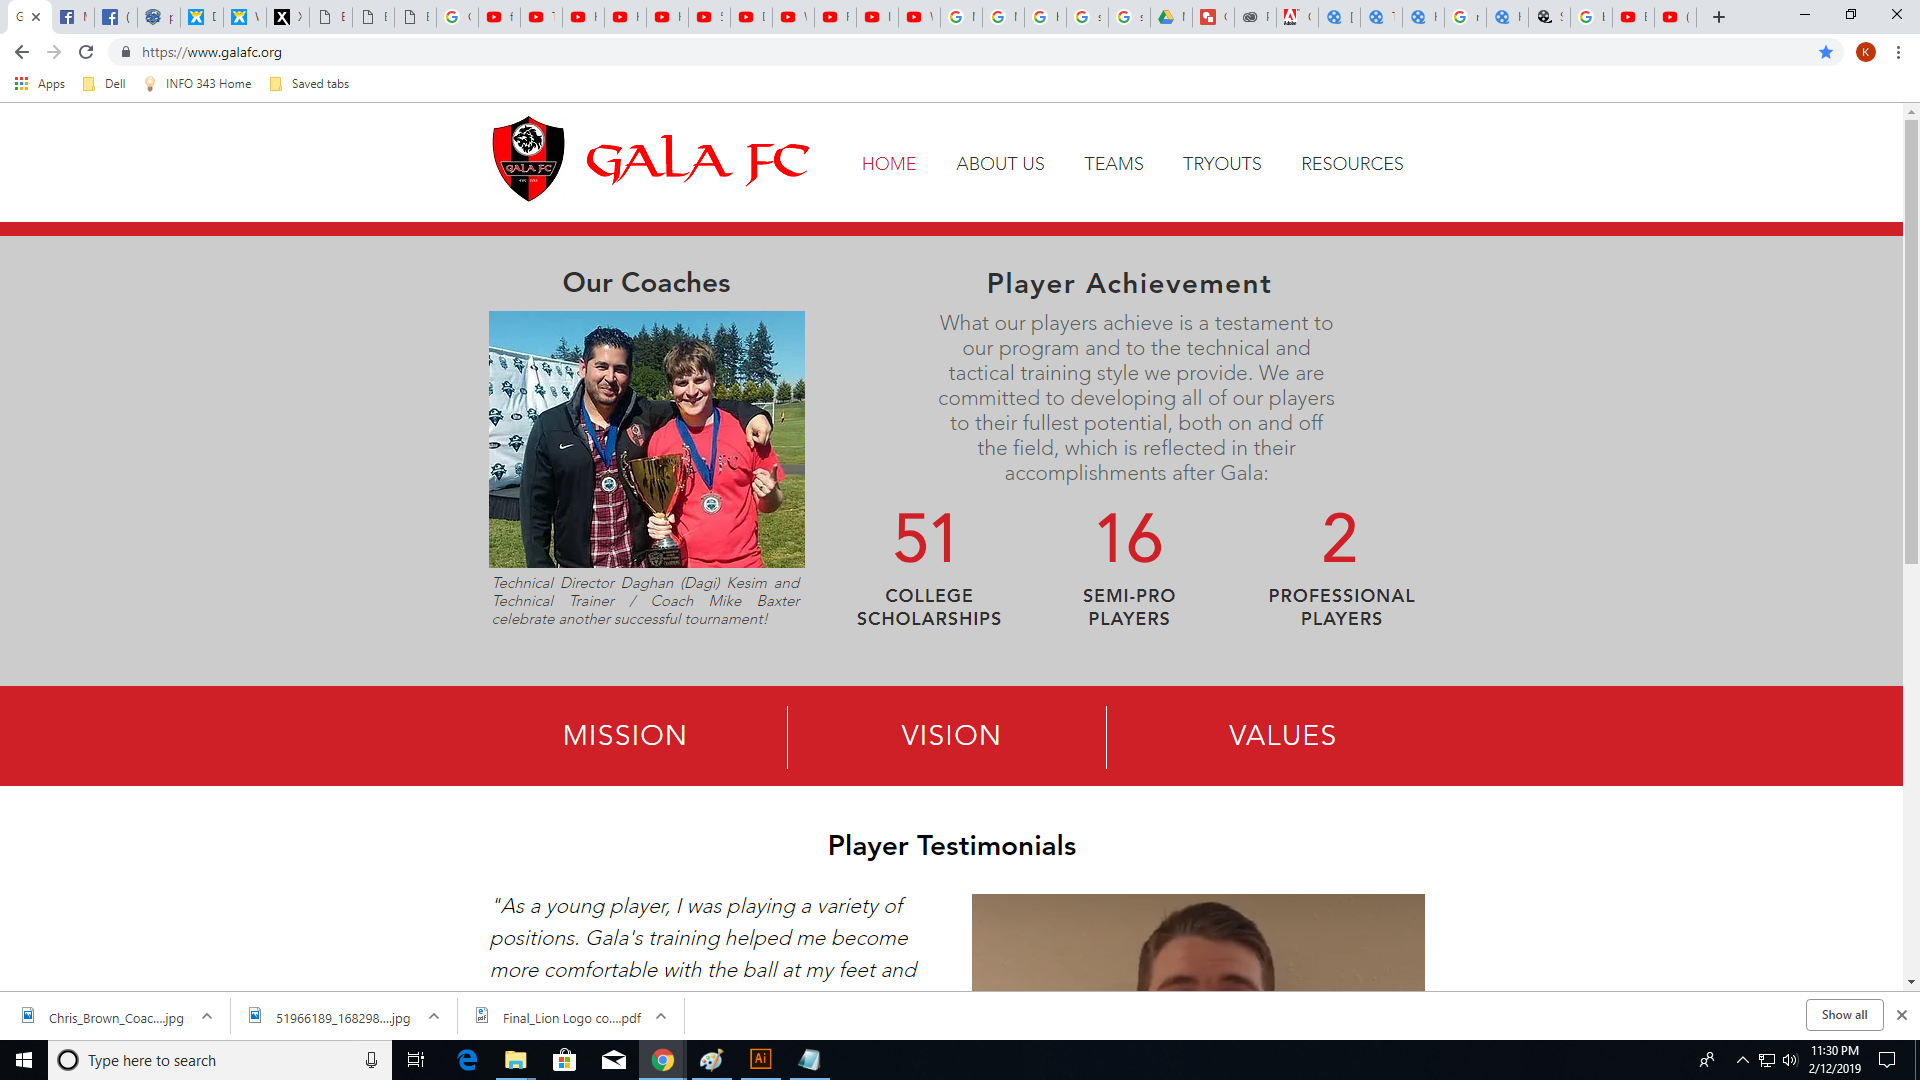 https://www.galafc.org
Apps
Dell
INFO 343 Home
Saved tabs
GALA FC
GALA FC
HOME
ABOUT US
TEAMS
TRYOUTS
RESOURCES
Our Coaches
Technical Director Daghan (Dagi) Kesim and
Technical Trainer / Coach Mike Baxter
celebrate another successful tournament!
Player Achievement
What our players achieve is a testament to
our program and to the technical and
tactical training style we provide. We are
committed to developing all of our players
to their fullest potential, both on and off
the field, which is reflected in their
accomplishments after Gala:
51
COLLEGE
SCHOLARSHIPS
16
SEMI-PRO
PLAYERS
2
PROFESSIONAL
PLAYERS
MISSION
VISION
VALUES
Player Testimonials
"As a young player, I was playing a variety of
positions. Gala's training helped me become
more comfortable with the ball at my feet and
Chris_Brown_Coac....jpg
51966189_168298....jpg
Final_Lion Logo co....pdf
Show all
Type here to search
Ai
11:30 PM
2/12/2019